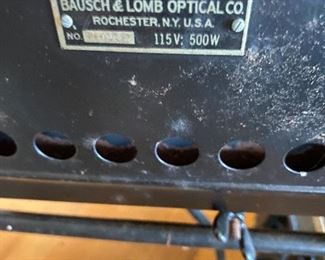 BAUSCH & LOMB OPTICAL CO.
ROCHESTER, N.Y. U.S.A.
NO. 115V: 500W